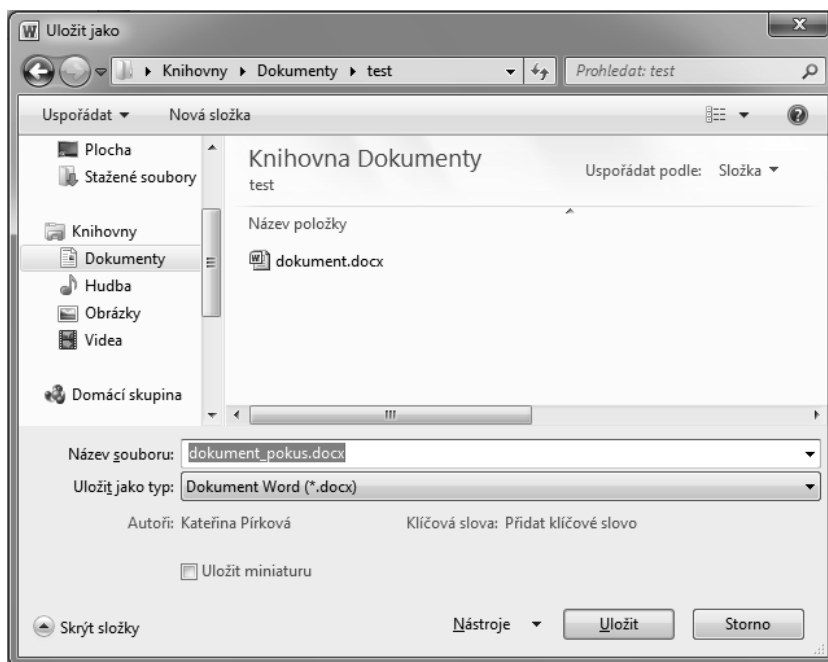 Uložit jako
Knihovny Dokumenty test Prohledat: test
Uspořádat Nová složka
Plocha
Stažené soubory
Knihovny
Dokumenty
Hudba
Obrázky
Videa
Domácí skupina
Knihovna Dokumenty
test
Uspořádat podle: Složka
Název položky
dokument.docx
Název souboru: dokument_pokus.docx
Uložit jako typ: Dokument Word (*.docx)
Autoři: Kateřina Pírková Klíčová slova: Přidat klíčové slovo
Uložit miniaturu
Skrýt složky Nástroje Uložit Storno